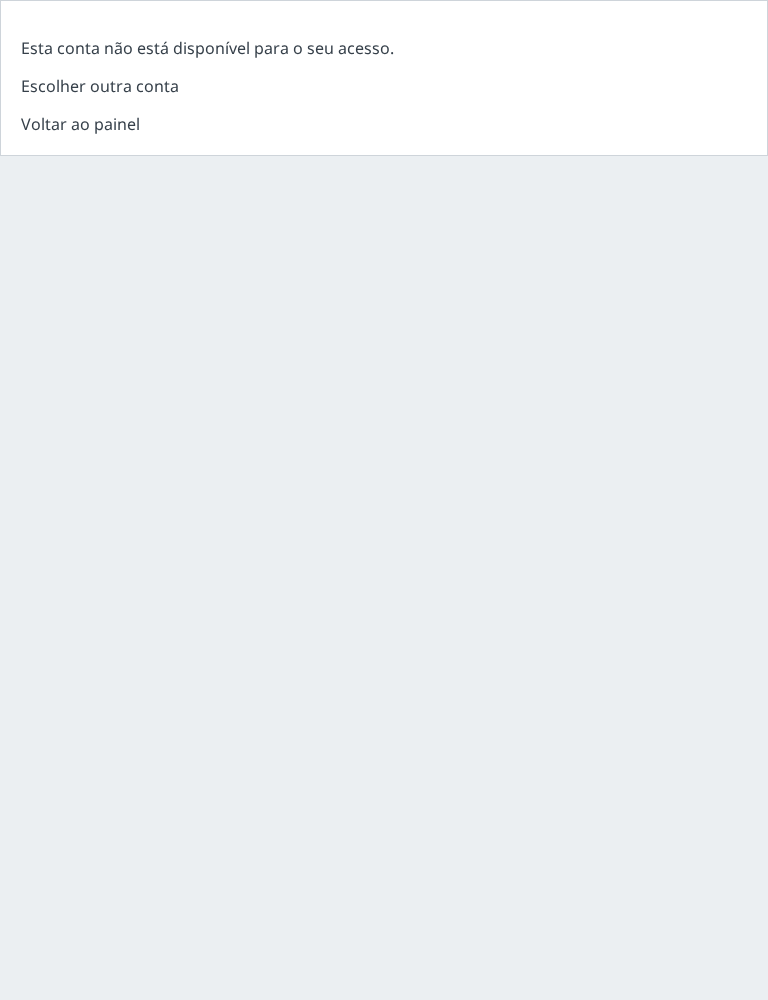 Esta conta não está disponível para o seu acesso.
Escolher outra conta
Voltar ao painel